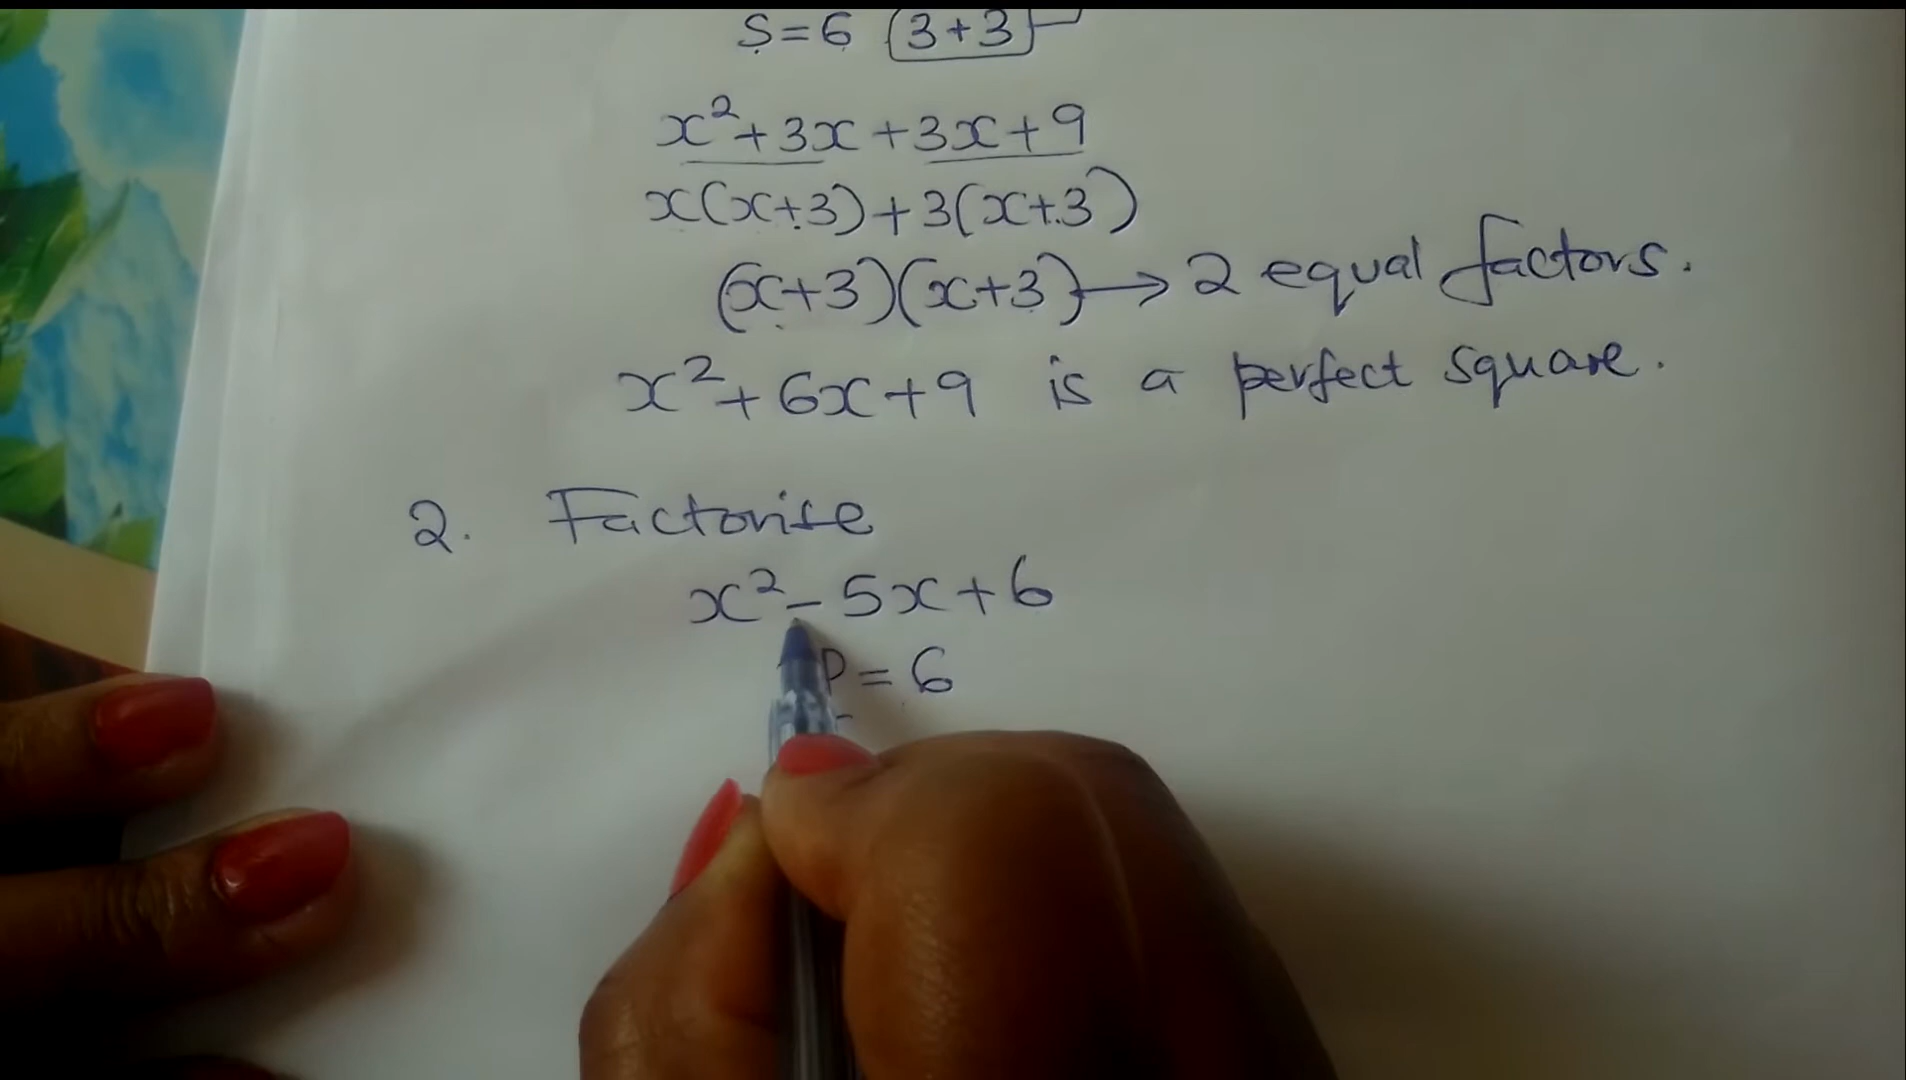 S=6 (3+3)
x²+3x+3x+9
x(x+3)+3(x+3)
(x+3)(x+3)→2 equal factors.
x²+6x+9 is a perfect square.
2. Factorise
x²-5x+6
P=6